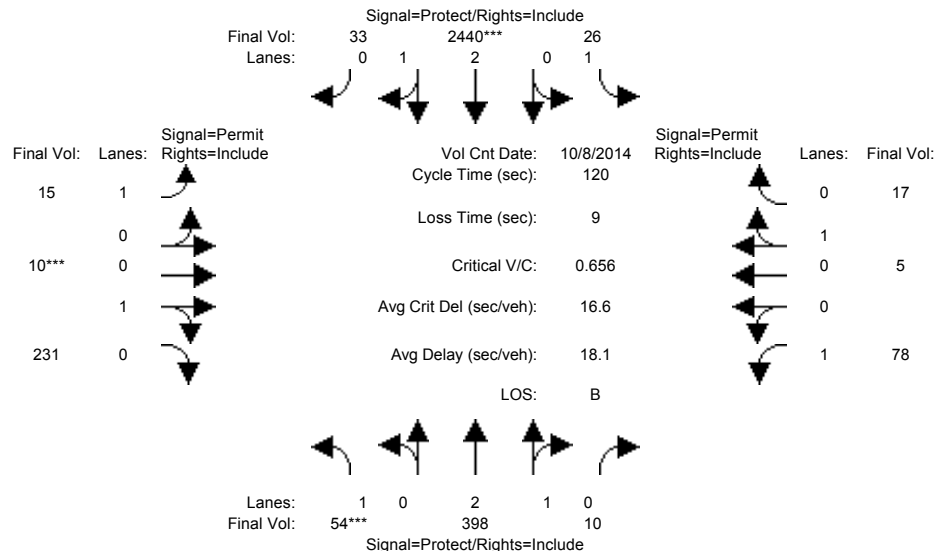 Signal=Protect/Rights=Include
Final Vol: 33 2440*** 26
Lanes: 0 1 2 0 1
Signal=Permit Signal=Permit
Final Vol: Lanes: Rights=Include Vol Cnt Date: 10/8/2014 Rights=Include Lanes: Final Vol:
Cycle Time (sec): 120
15 1 0 17
Loss Time (sec): 9
0 1
10*** 0 Critical V/C: 0.656 0 5
1 Avg Crit Del (sec/veh): 16.6 0
231 0 Avg Delay (sec/veh): 18.1 1 78
LOS: B
Lanes: 1 0 2 1 0
Final Vol: 54*** 398 10
Signal=Protect/Rights=Include